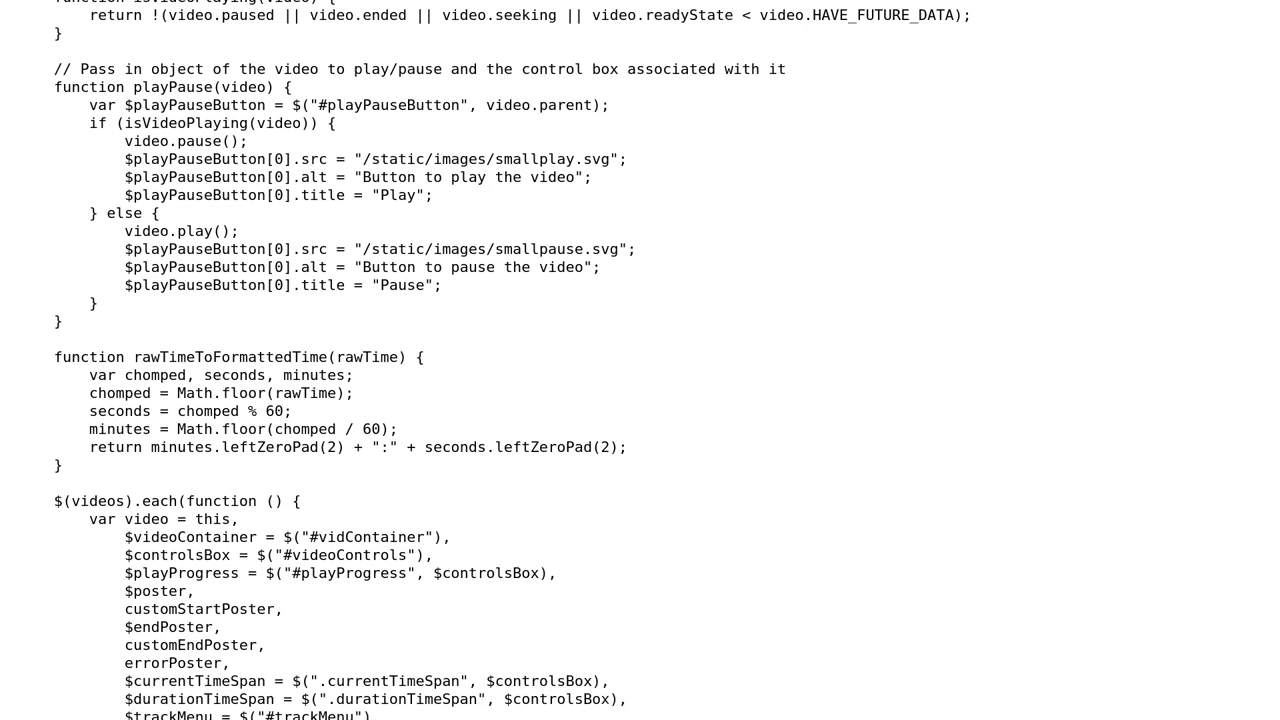 function isVideoPlaying(video) {
    return !(video.paused || video.ended || video.seeking || video.readyState < video.HAVE_FUTURE_DATA);
}

// Pass in object of the video to play/pause and the control box associated with it
function playPause(video) {
    var $playPauseButton = $("#playPauseButton", video.parent);
    if (isVideoPlaying(video)) {
        video.pause();
        $playPauseButton[0].src = "/static/images/smallplay.svg";
        $playPauseButton[0].alt = "Button to play the video";
        $playPauseButton[0].title = "Play";
    } else {
        video.play();
        $playPauseButton[0].src = "/static/images/smallpause.svg";
        $playPauseButton[0].alt = "Button to pause the video";
        $playPauseButton[0].title = "Pause";
    }
}

function rawTimeToFormattedTime(rawTime) {
    var chomped, seconds, minutes;
    chomped = Math.floor(rawTime);
    seconds = chomped % 60;
    minutes = Math.floor(chomped / 60);
    return minutes.leftZeroPad(2) + ":" + seconds.leftZeroPad(2);
}

$(videos).each(function () {
    var video = this,
        $videoContainer = $("#vidContainer"),
        $controlsBox = $("#videoControls"),
        $playProgress = $("#playProgress", $controlsBox),
        $poster,
        customStartPoster,
        $endPoster,
        customEndPoster,
        errorPoster,
        $currentTimeSpan = $(".currentTimeSpan", $controlsBox),
        $durationTimeSpan = $(".durationTimeSpan", $controlsBox),
        $trackMenu = $("#trackMenu"),